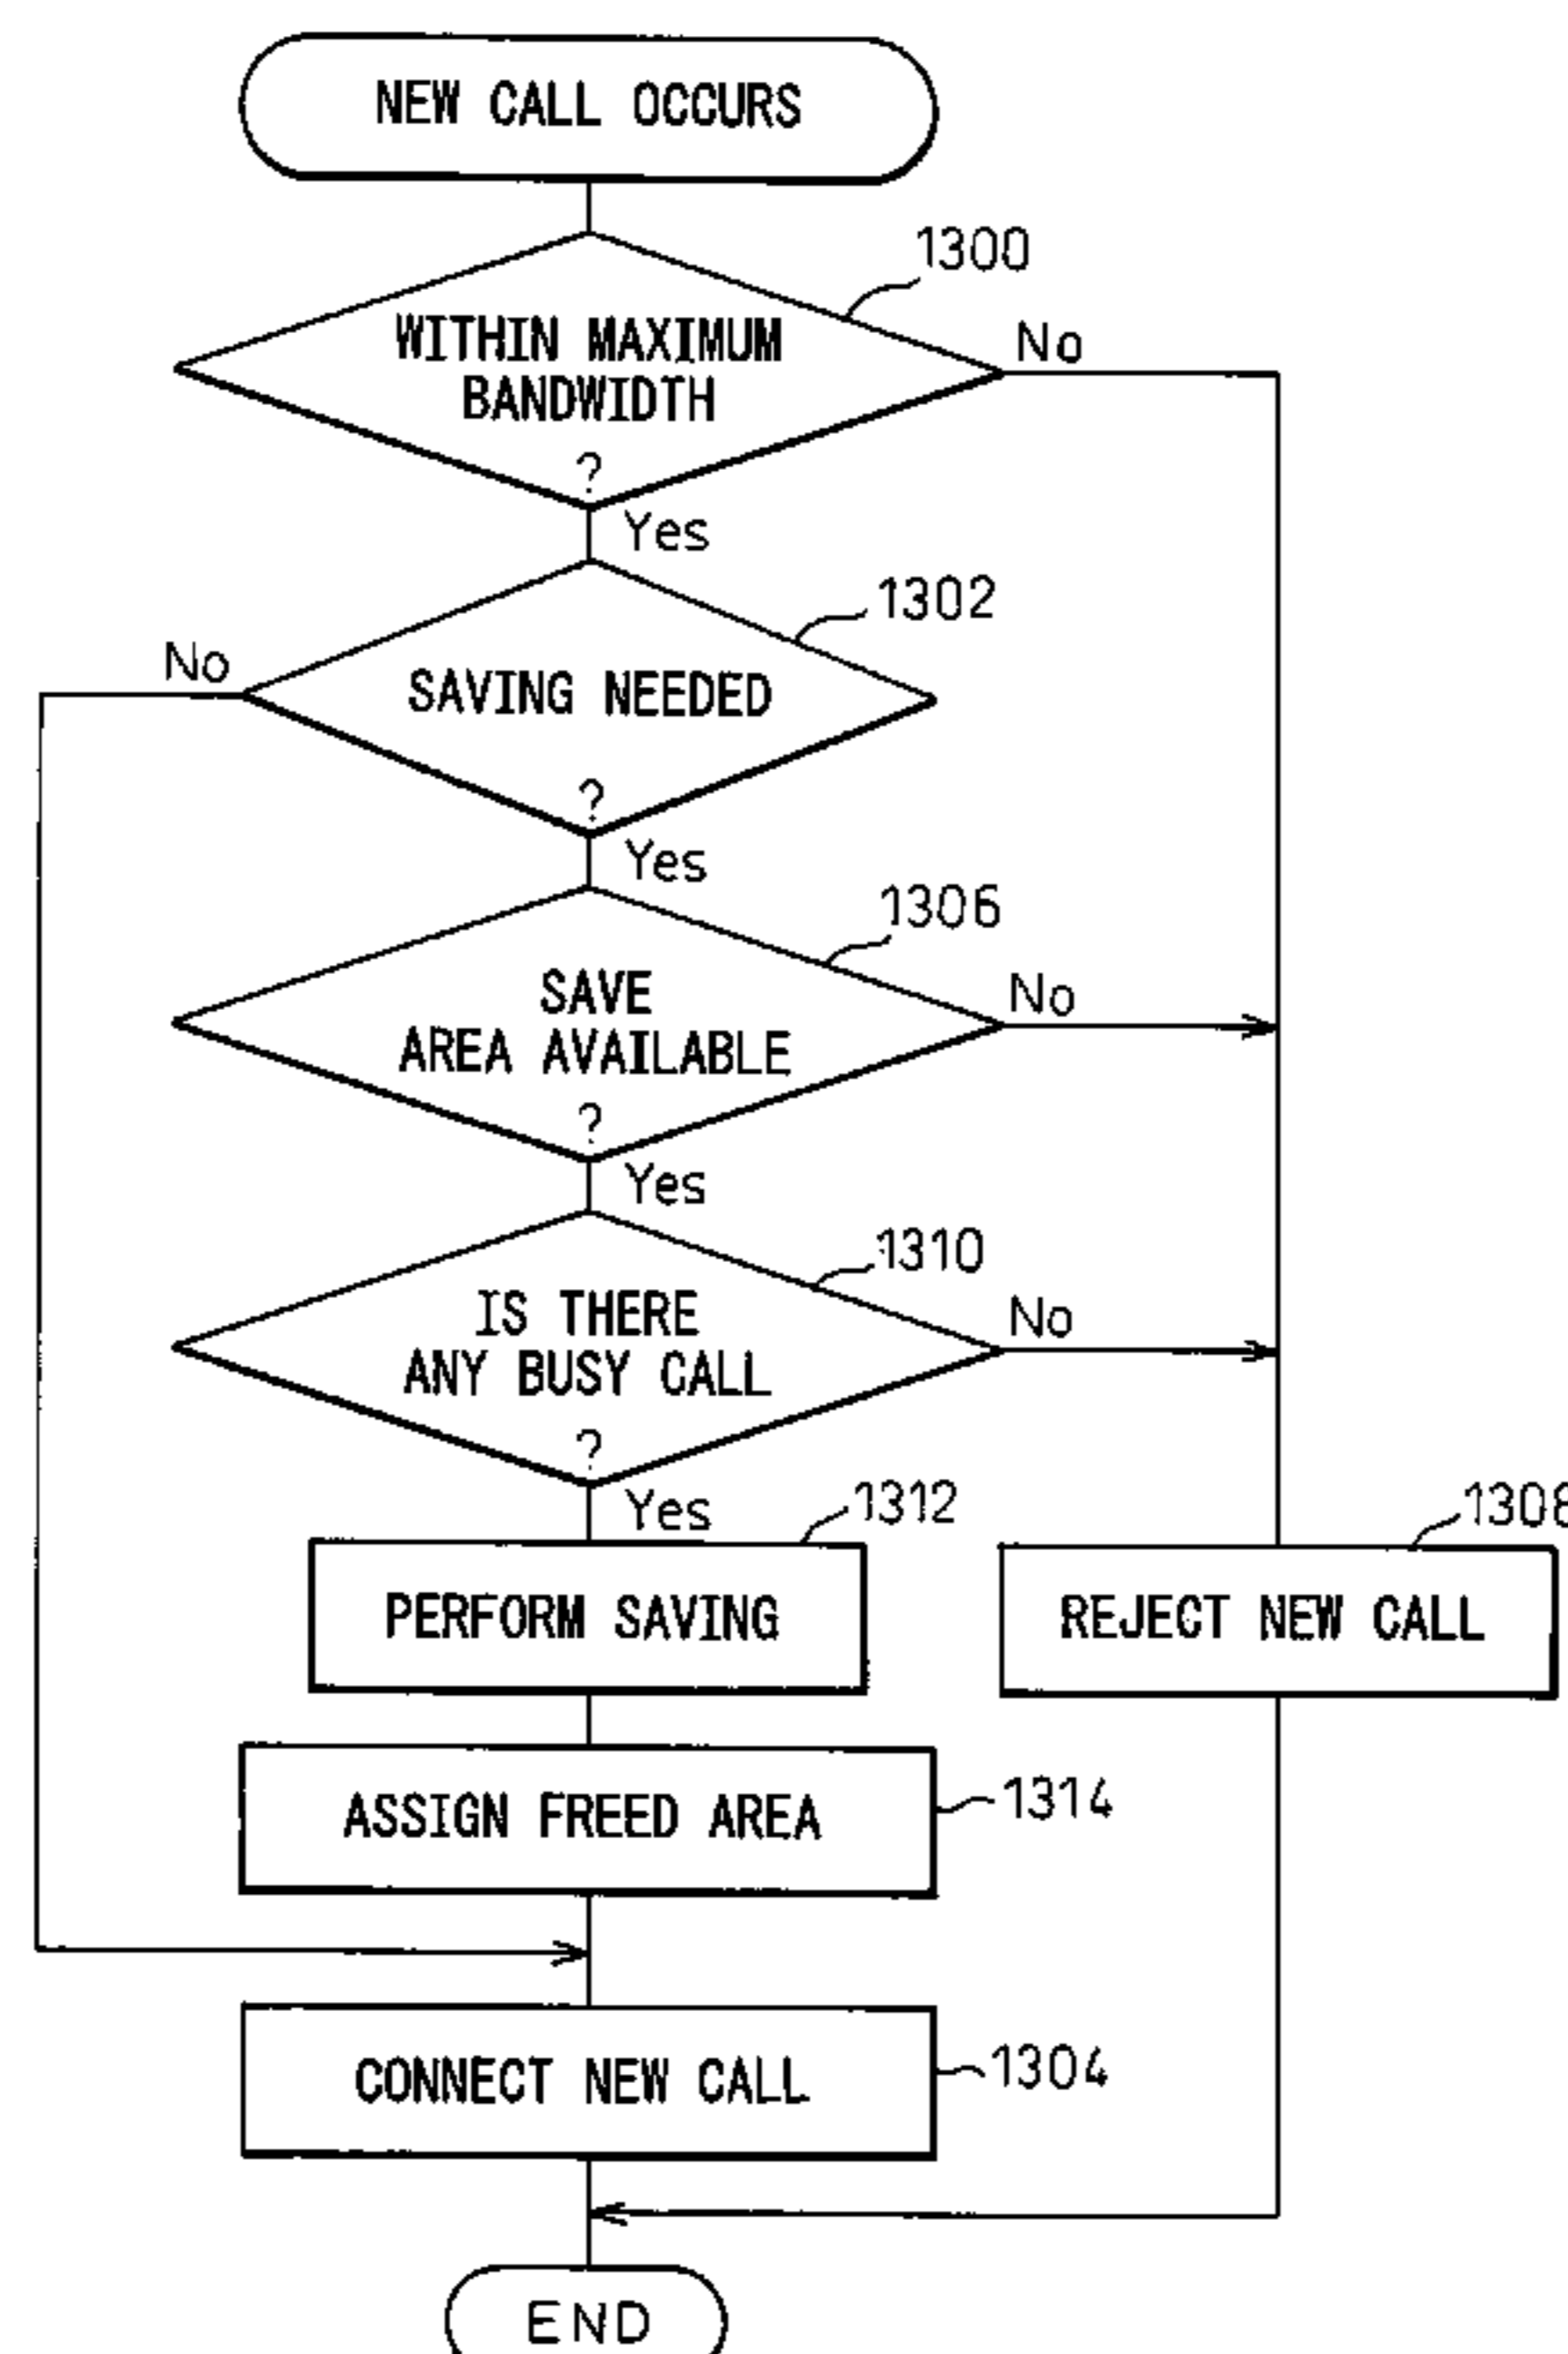 NEW CALL OCCURS
1300
WITHIN MAXIMUM
BANDWIDTH
?
No
Yes
1302
No
SAVING NEEDED
?
Yes
1306
SAVE
AREA AVAILABLE
?
No
Yes
1310
IS THERE
ANY BUSY CALL
?
No
Yes
1312
1308
PERFORM SAVING
REJECT NEW CALL
ASSIGN FREED AREA
1314
CONNECT NEW CALL
1304
END